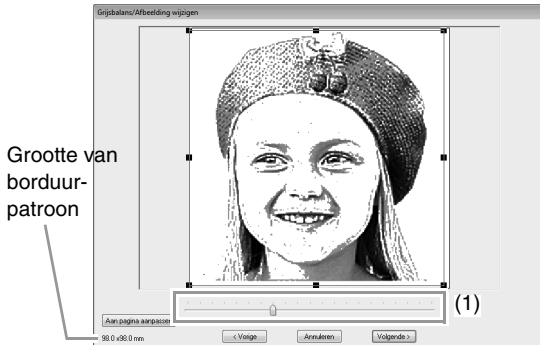 Grijsbalans/Afbeelding wijzigen
Grootte van
borduur-
patroon
(1)
Aan pagina aanpassen
98.0 x98.0 mm
< Vorige
Annuleren
Volgende >